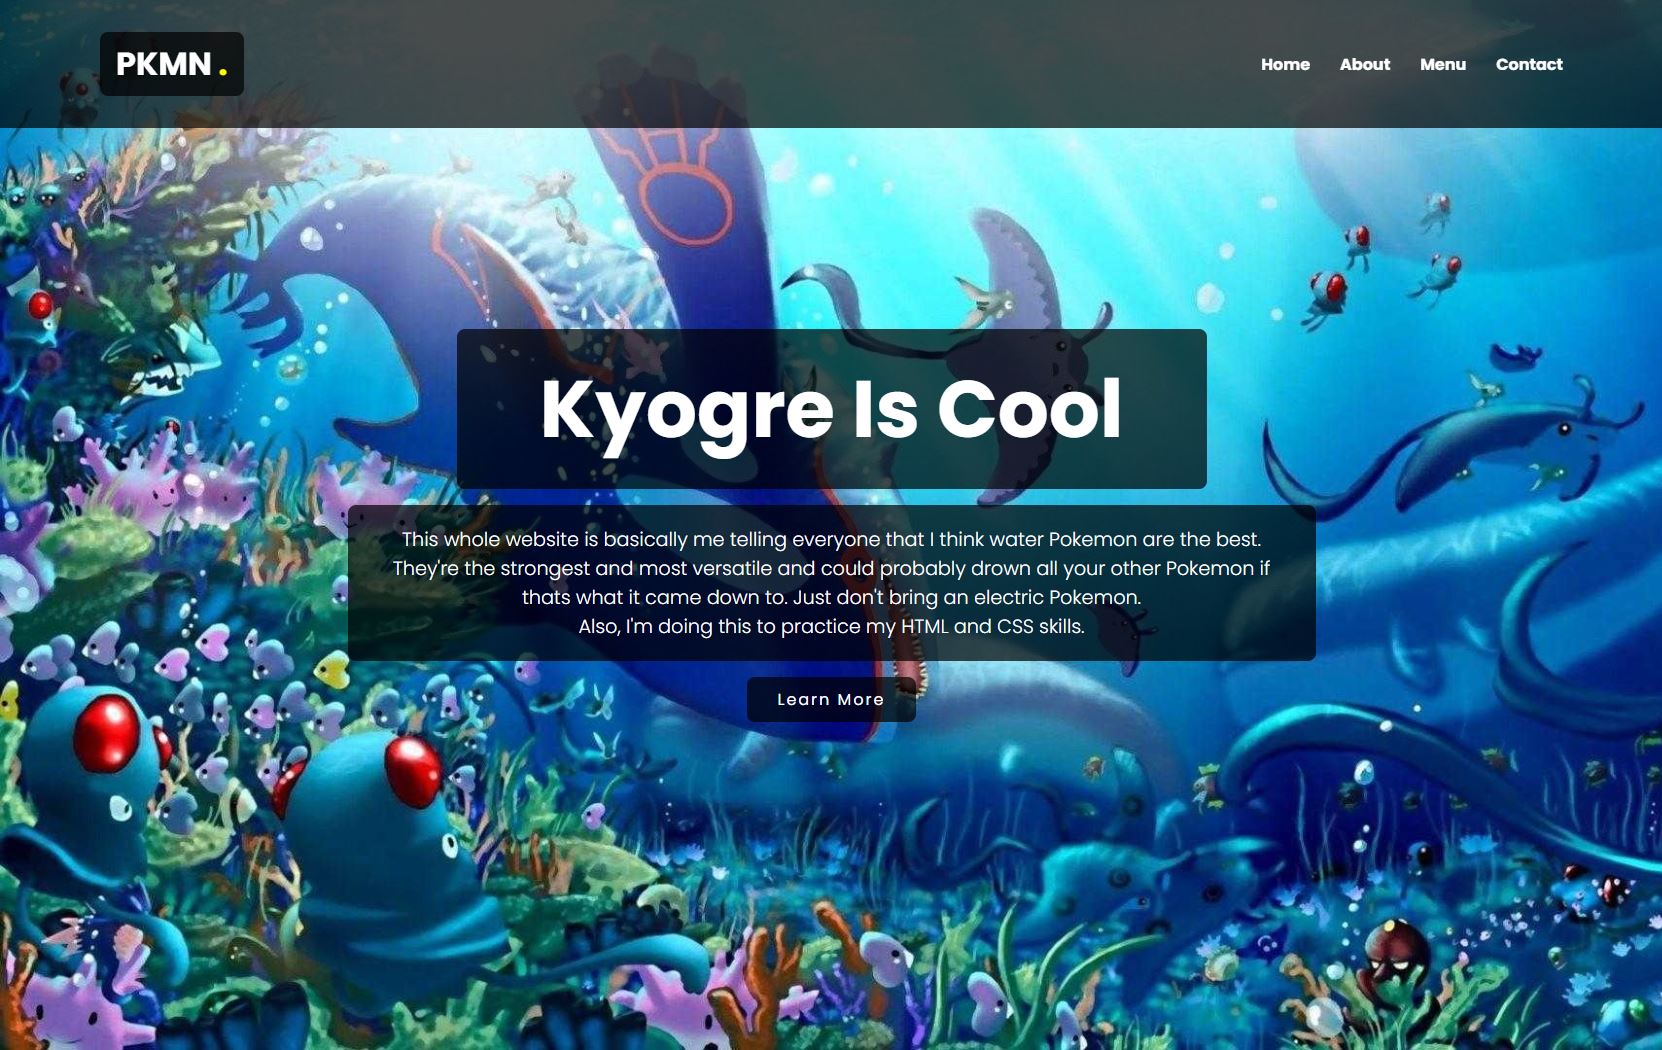 PKMN .
Home About Menu Contact
Kyogre Is Cool
This whole website is basically me telling everyone that I think water Pokemon are the best.
They're the strongest and most versatile and could probably drown all your other Pokemon if
thats what it came down to. Just don't bring an electric Pokemon.
Also, I'm doing this to practice my HTML and CSS skills.
Learn More